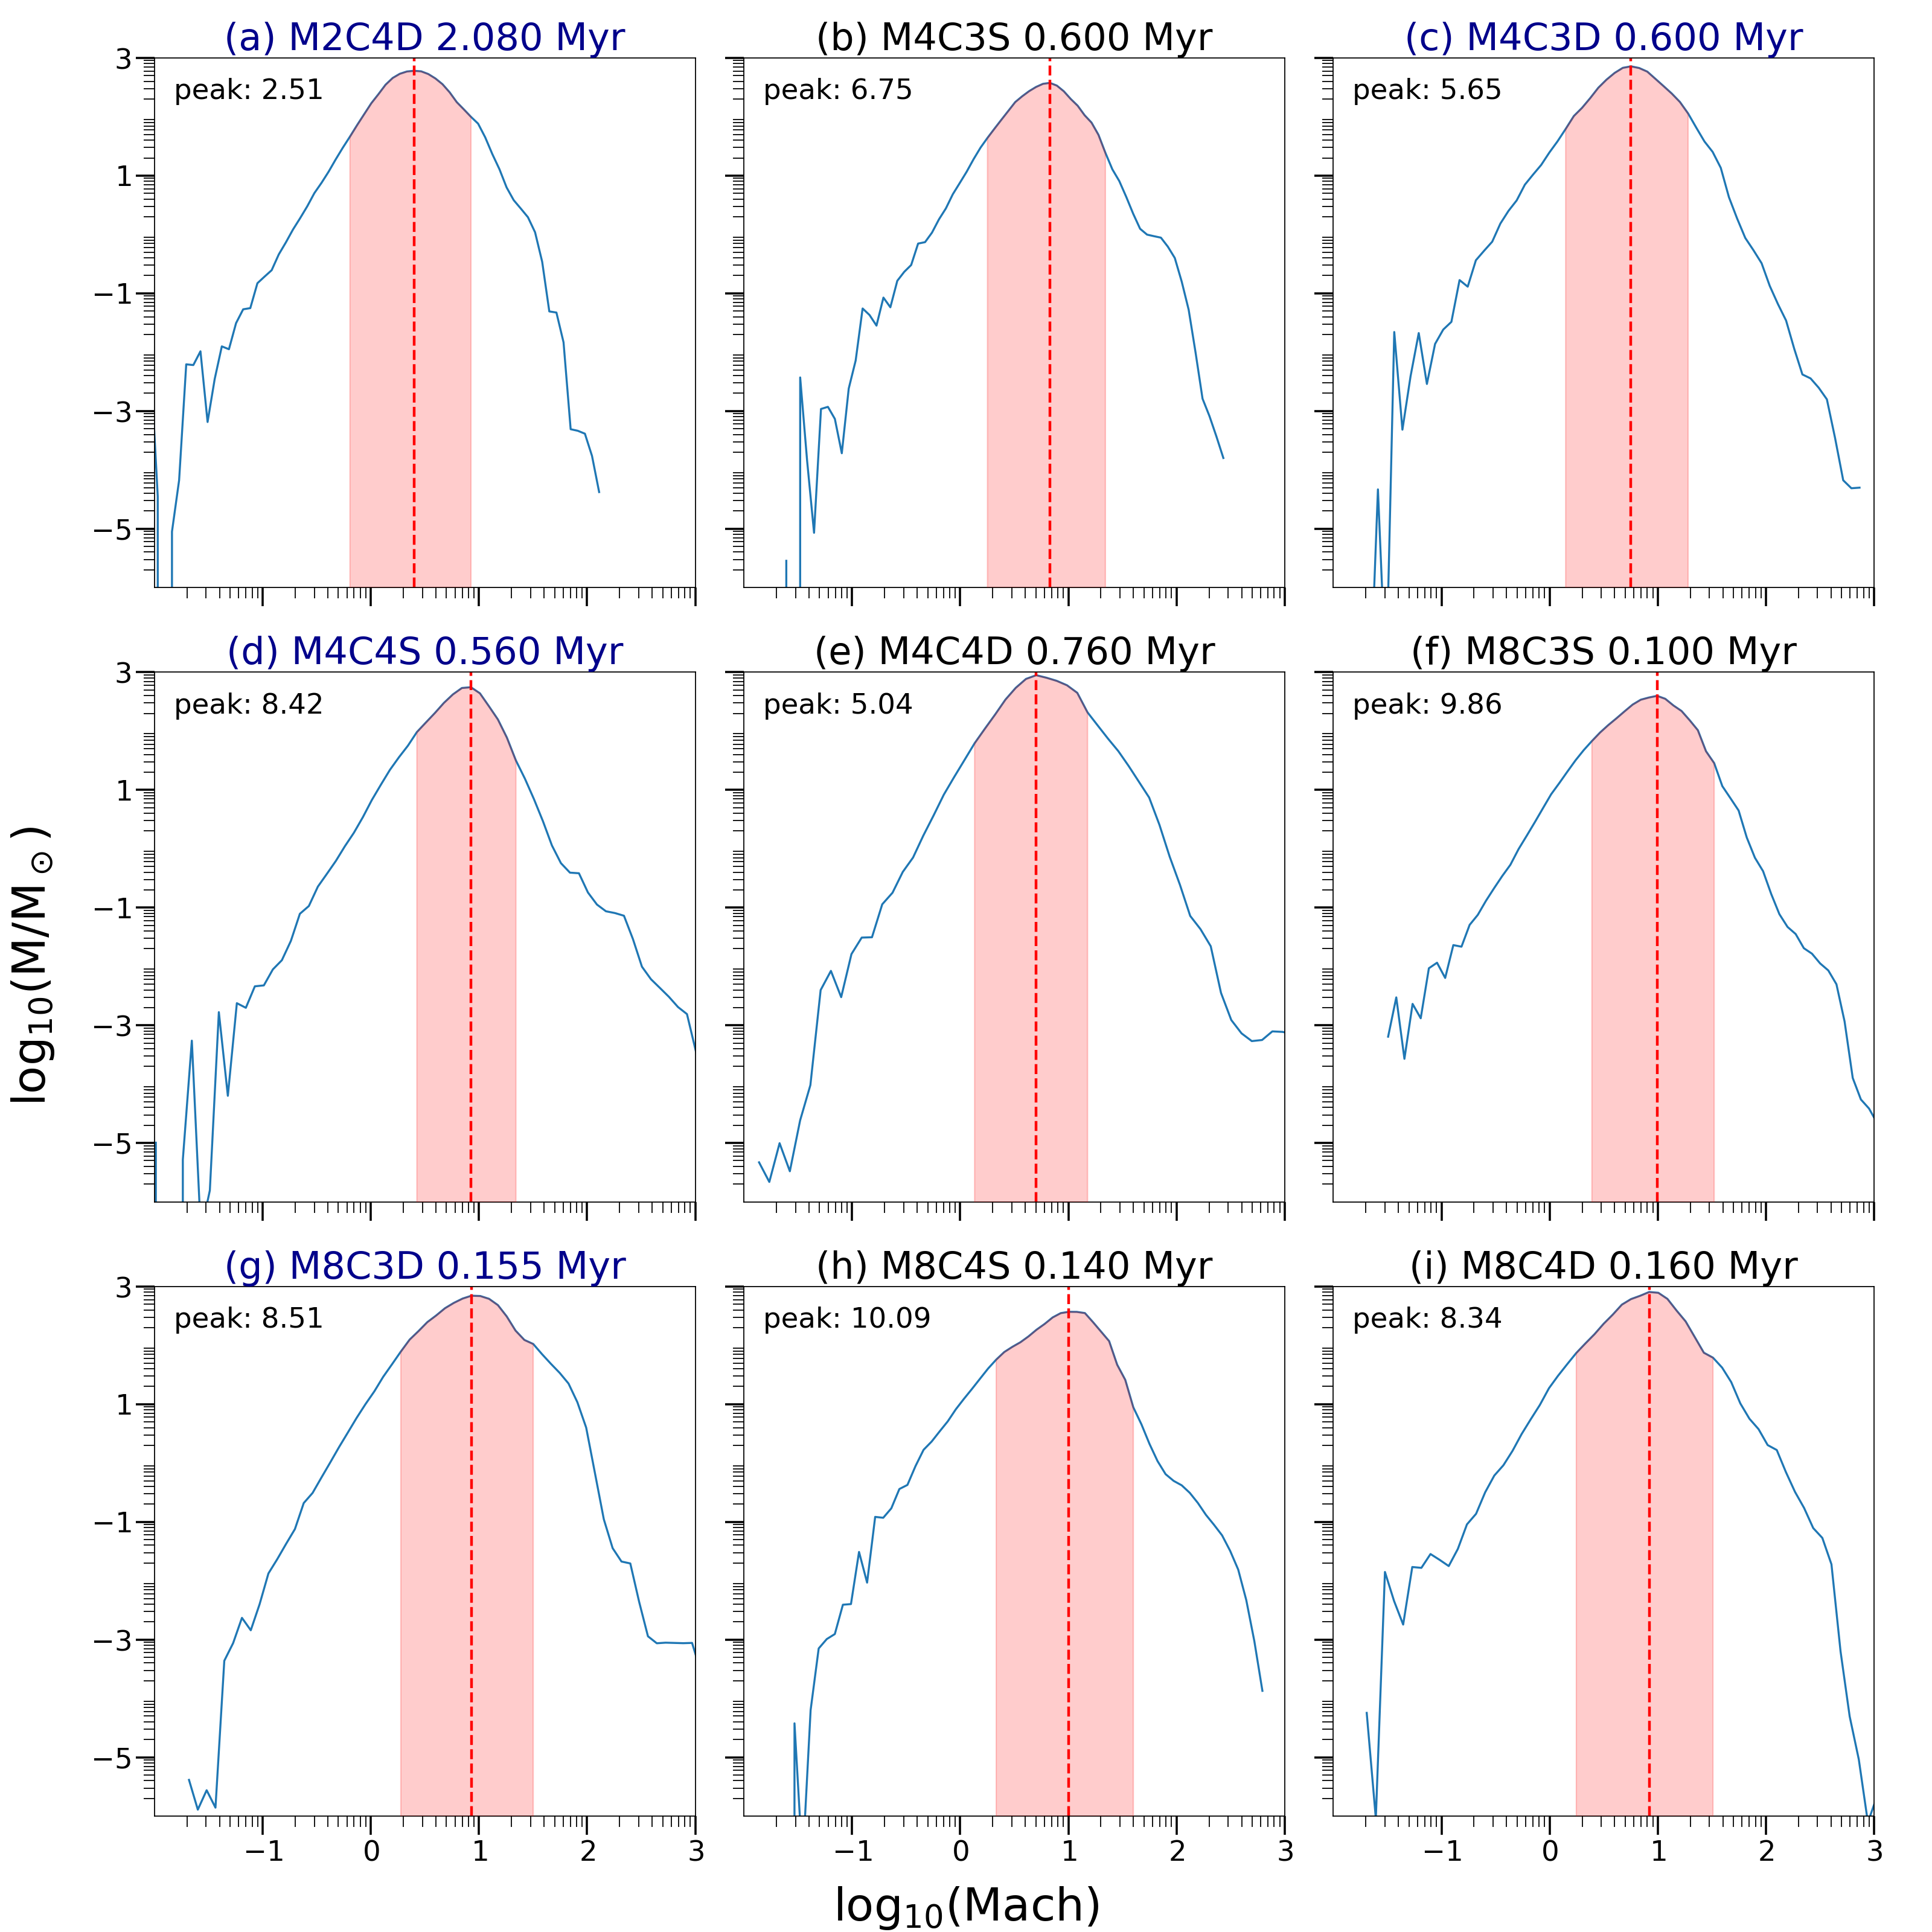 (a) M2C4D 2.080 Myr
(b) M4C3S 0.600 Myr
(c) M4C3D 0.600 Myr
peak: 2.51
peak: 6.75
peak: 5.65
3
1
−1
−3
−5
(d) M4C4S 0.560 Myr
(e) M4C4D 0.760 Myr
(f) M8C3S 0.100 Myr
peak: 8.42
peak: 5.04
peak: 9.86
3
1
−1
−3
−5
log₁₀(M/M☉)
(g) M8C3D 0.155 Myr
(h) M8C4S 0.140 Myr
(i) M8C4D 0.160 Myr
peak: 8.51
peak: 10.09
peak: 8.34
3
1
−1
−3
−5
−1 0 1 2 3
−1 0 1 2 3
−1 0 1 2 3
log₁₀(Mach)